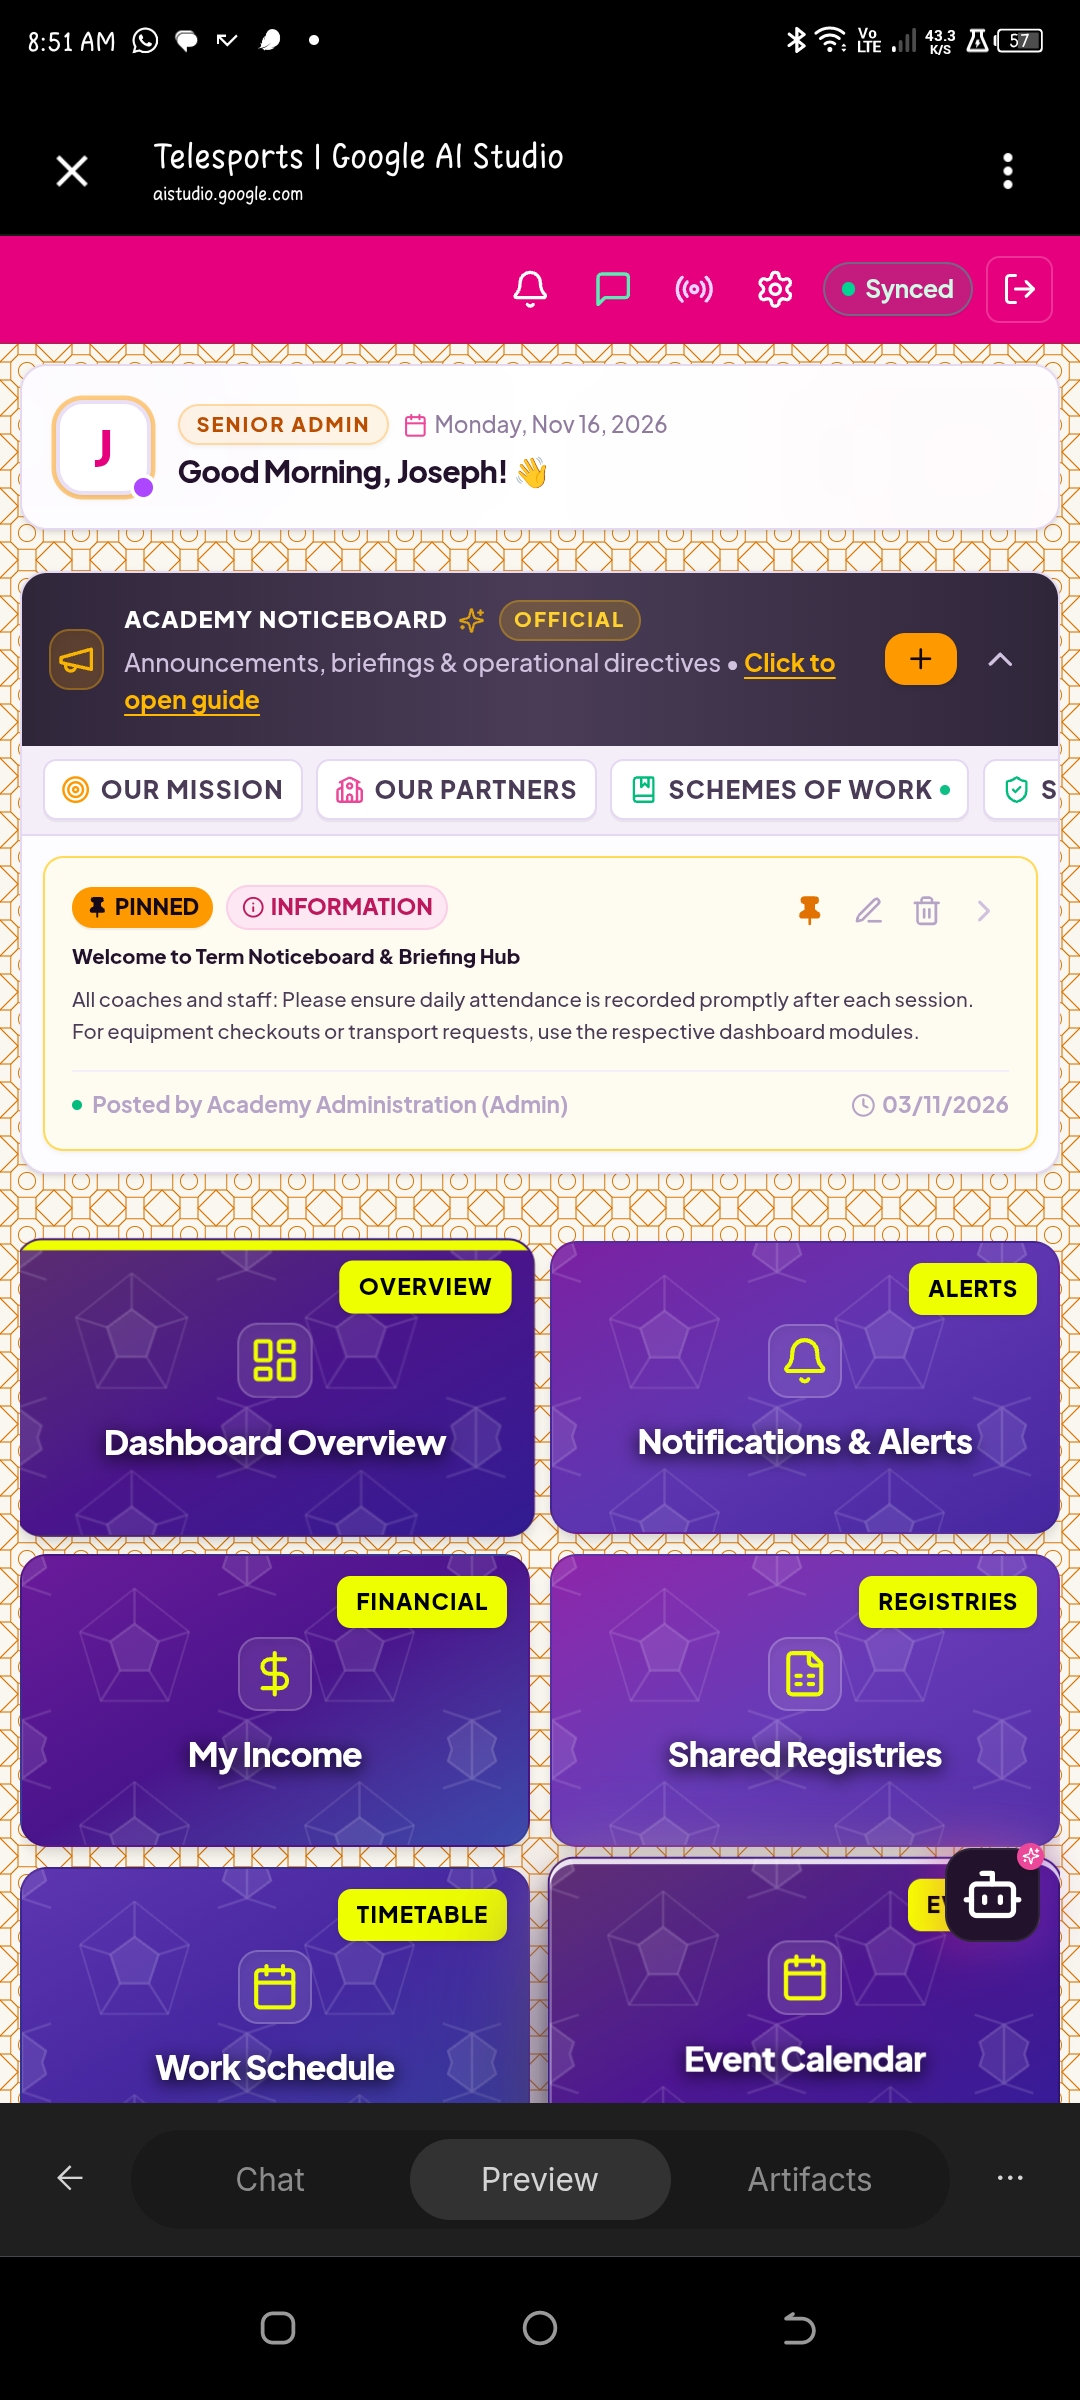 8:51 AM
Vo
LTE
43.3
K/S
57
Telesports | Google AI Studio
aistudio.google.com
Synced
J
SENIOR ADMIN
Monday, Nov 16, 2026
Good Morning, Joseph! 👋
ACADEMY NOTICEBOARD
OFFICIAL
Announcements, briefings & operational directives • Click to
open guide
OUR MISSION
OUR PARTNERS
SCHEMES OF WORK
S
PINNED
INFORMATION
Welcome to Term Noticeboard & Briefing Hub
All coaches and staff: Please ensure daily attendance is recorded promptly after each session.
For equipment checkouts or transport requests, use the respective dashboard modules.
Posted by Academy Administration (Admin)
03/11/2026
OVERVIEW
Dashboard Overview
ALERTS
Notifications & Alerts
FINANCIAL
My Income
REGISTRIES
Shared Registries
TIMETABLE
Work Schedule
Event Calendar
Chat
Preview
Artifacts